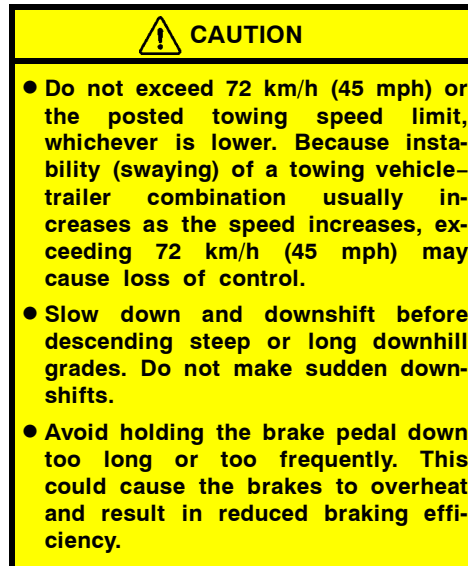 CAUTION
● Do not exceed 72 km/h (45 mph) or
the posted towing speed limit,
whichever is lower. Because insta-
bility (swaying) of a towing vehicle–
trailer combination usually in-
creases as the speed increases, ex-
ceeding 72 km/h (45 mph) may
cause loss of control.
● Slow down and downshift before
descending steep or long downhill
grades. Do not make sudden down-
shifts.
● Avoid holding the brake pedal down
too long or too frequently. This
could cause the brakes to overheat
and result in reduced braking effi-
ciency.